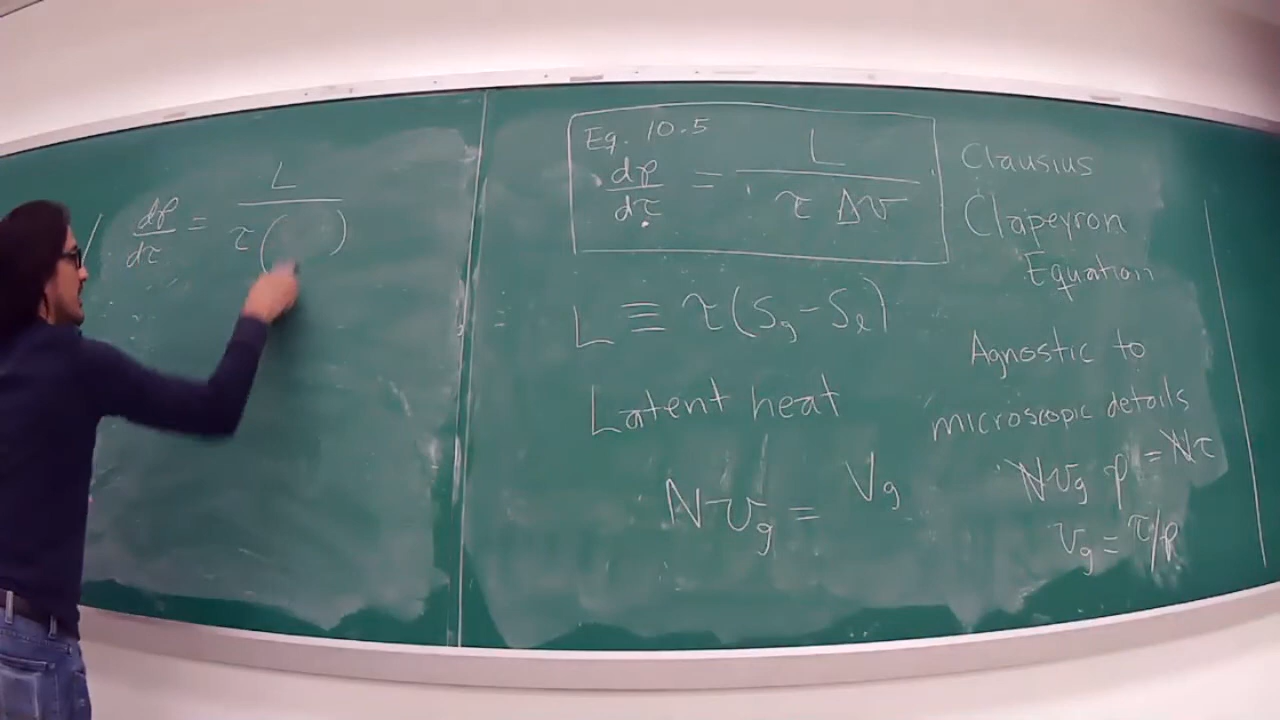 dp/dτ = L / τ( )
Eq. 10.5
dp/dτ = L / τ Δv
Clausius
Clapeyron
Equation
L ≡ τ(S_g - S_l)
Latent heat
N v_g = V_g
Agnostic to
microscopic details
N v_g p = Nτ
v_g = τ/p